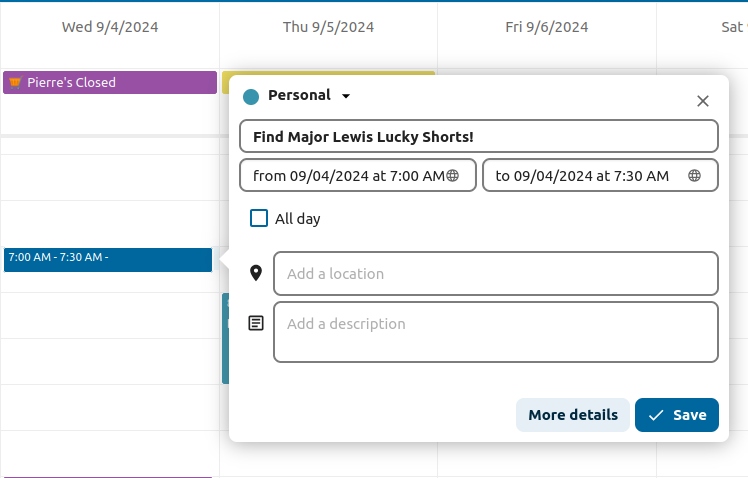 Wed 9/4/2024
Thu 9/5/2024
Fri 9/6/2024
Sat
Pierre's Closed
Personal
Find Major Lewis Lucky Shorts!
from 09/04/2024 at 7:00 AM
to 09/04/2024 at 7:30 AM
All day
7:00 AM - 7:30 AM -
Add a location
Add a description
More details
Save